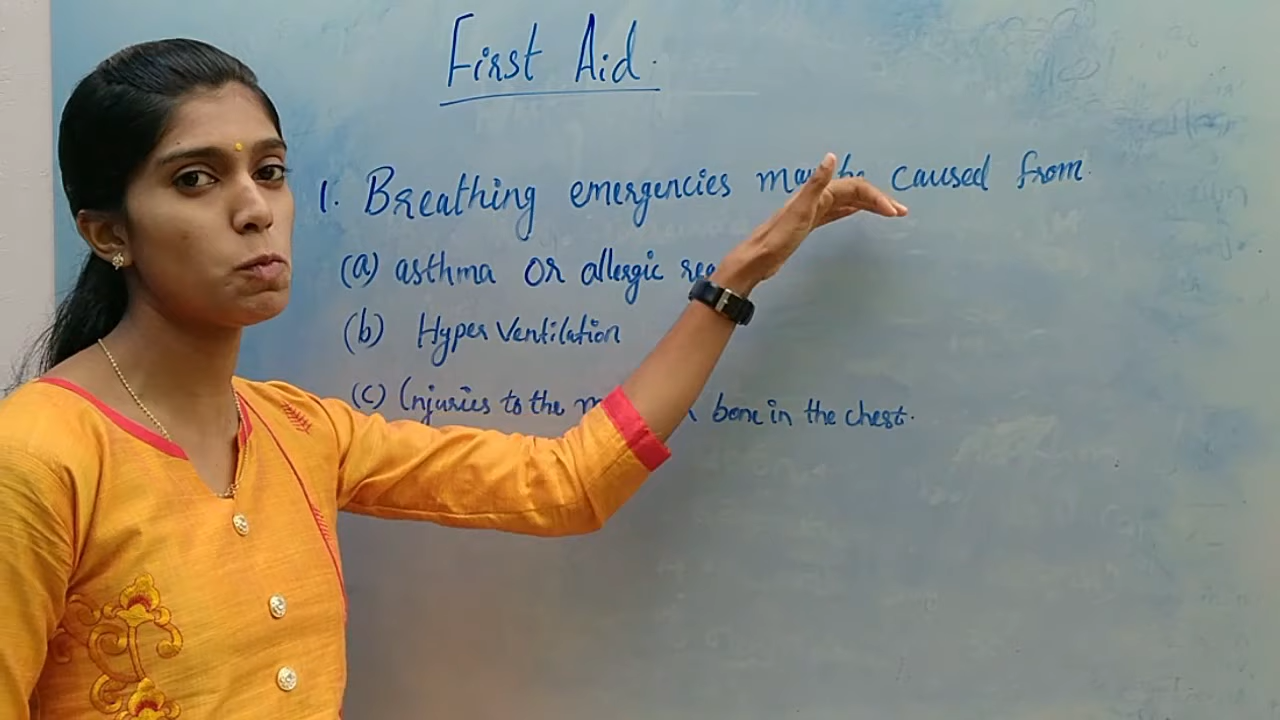 First Aid.
1. Breathing emergencies may be caused from.
(a) asthma or allergic
(b) Hyper Ventilation
(c) Injuries to the bone in the chest.